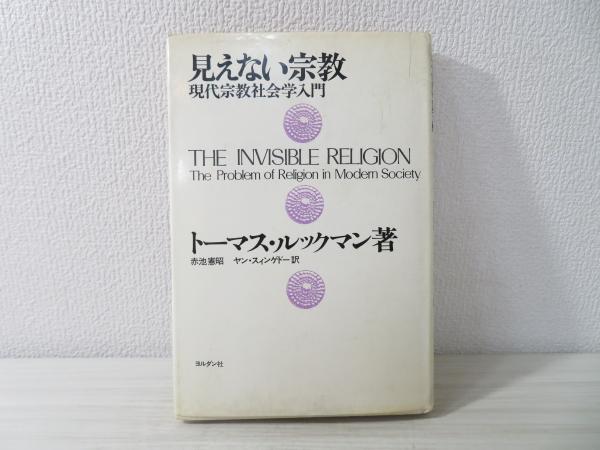 見えない宗教
現代宗教社会学入門
THE INVISIBLE RELIGION
The Problem of Religion in Modern Society
トーマス・ルックマン著
赤池憲昭 ヤン・スィンゲドー訳
ヨルダン社